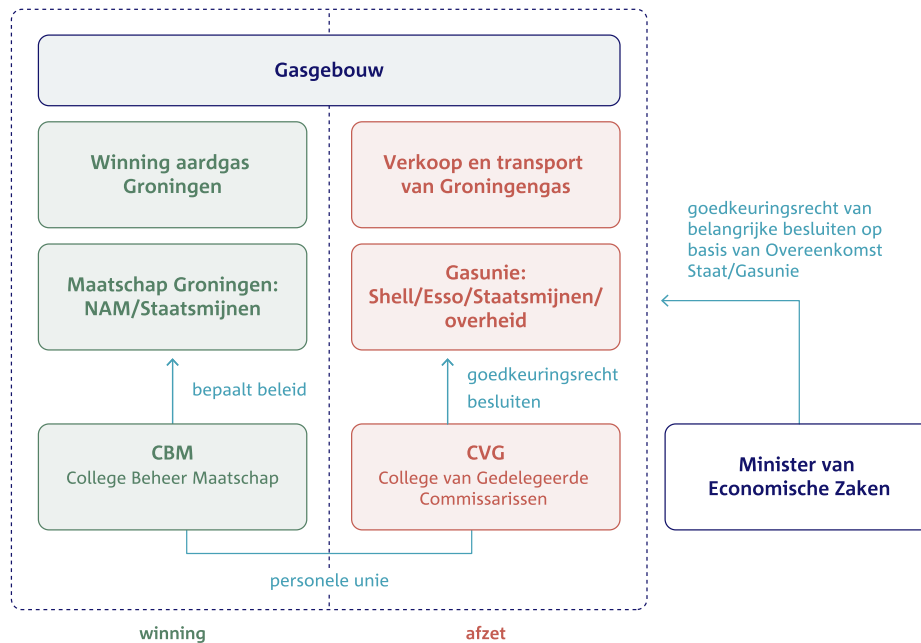 Gasgebouw
Winning aardgas
Groningen
Verkoop en transport
van Groningengas
goedkeuringsrecht van
belangrijke besluiten op
basis van Overeenkomst
Staat/Gasunie
Maatschap Groningen:
NAM/Staatsmijnen
Gasunie:
Shell/Esso/Staatsmijnen/
overheid
bepaalt beleid
goedkeuringsrecht
besluiten
CBM
College Beheer Maatschap
CVG
College van Gedelegeerde
Commissarissen
Minister van
Economische Zaken
personele unie
winning
afzet